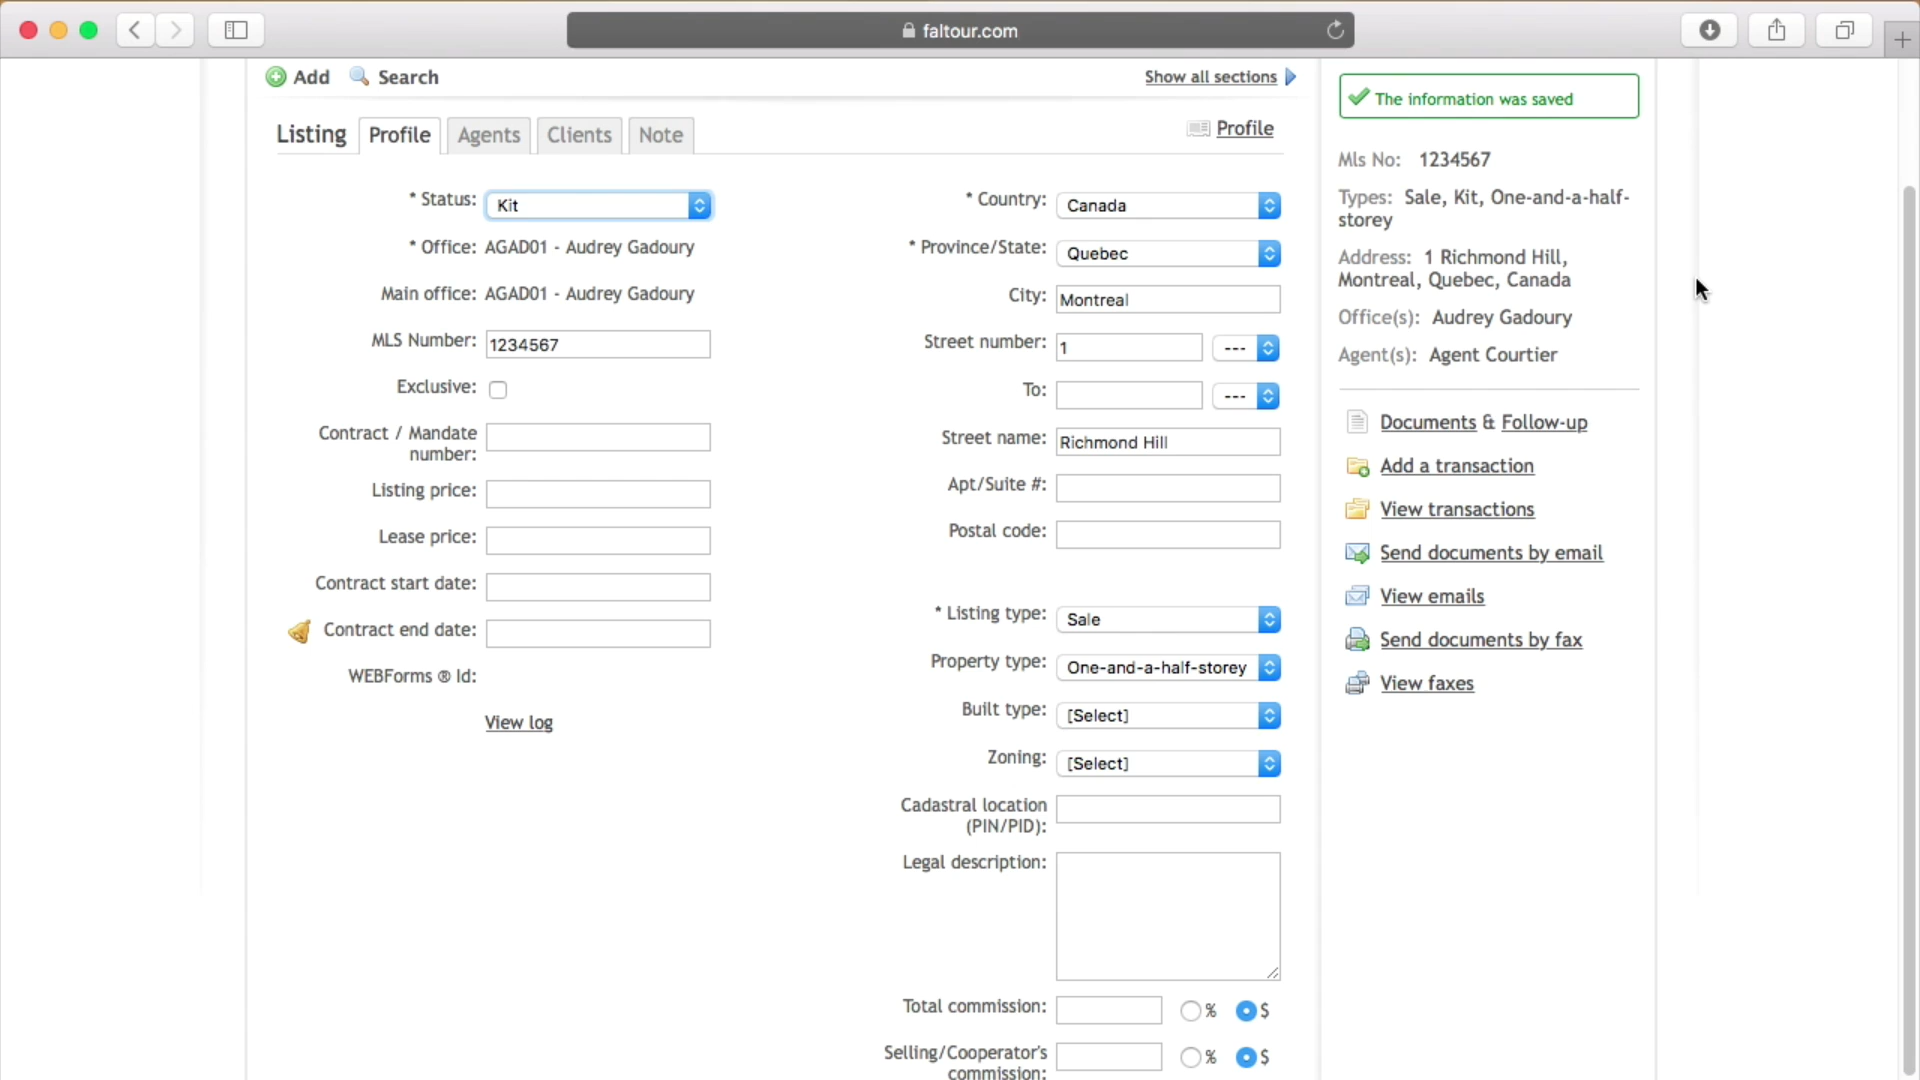 faltour.com
Add
Search
Show all sections
The information was saved
Listing
Profile
Agents
Clients
Note
Profile
* Status:
Kit
* Office:
AGAD01 - Audrey Gadoury
Main office:
AGAD01 - Audrey Gadoury
MLS Number:
1234567
Exclusive:
Contract / Mandate
number:
Listing price:
Lease price:
Contract start date:
Contract end date:
WEBForms ® Id:
View log
* Country:
Canada
* Province/State:
Quebec
City:
Montreal
Street number:
1
---
To:
---
Street name:
Richmond Hill
Apt/Suite #:
Postal code:
* Listing type:
Sale
Property type:
One-and-a-half-storey
Built type:
[Select]
Zoning:
[Select]
Cadastral location
(PIN/PID):
Legal description:
Total commission:
%
$
Selling/Cooperator's
commission:
%
$
Mls No: 1234567
Types: Sale, Kit, One-and-a-half-
storey
Address: 1 Richmond Hill,
Montreal, Quebec, Canada
Office(s): Audrey Gadoury
Agent(s): Agent Courtier
Documents & Follow-up
Add a transaction
View transactions
Send documents by email
View emails
Send documents by fax
View faxes